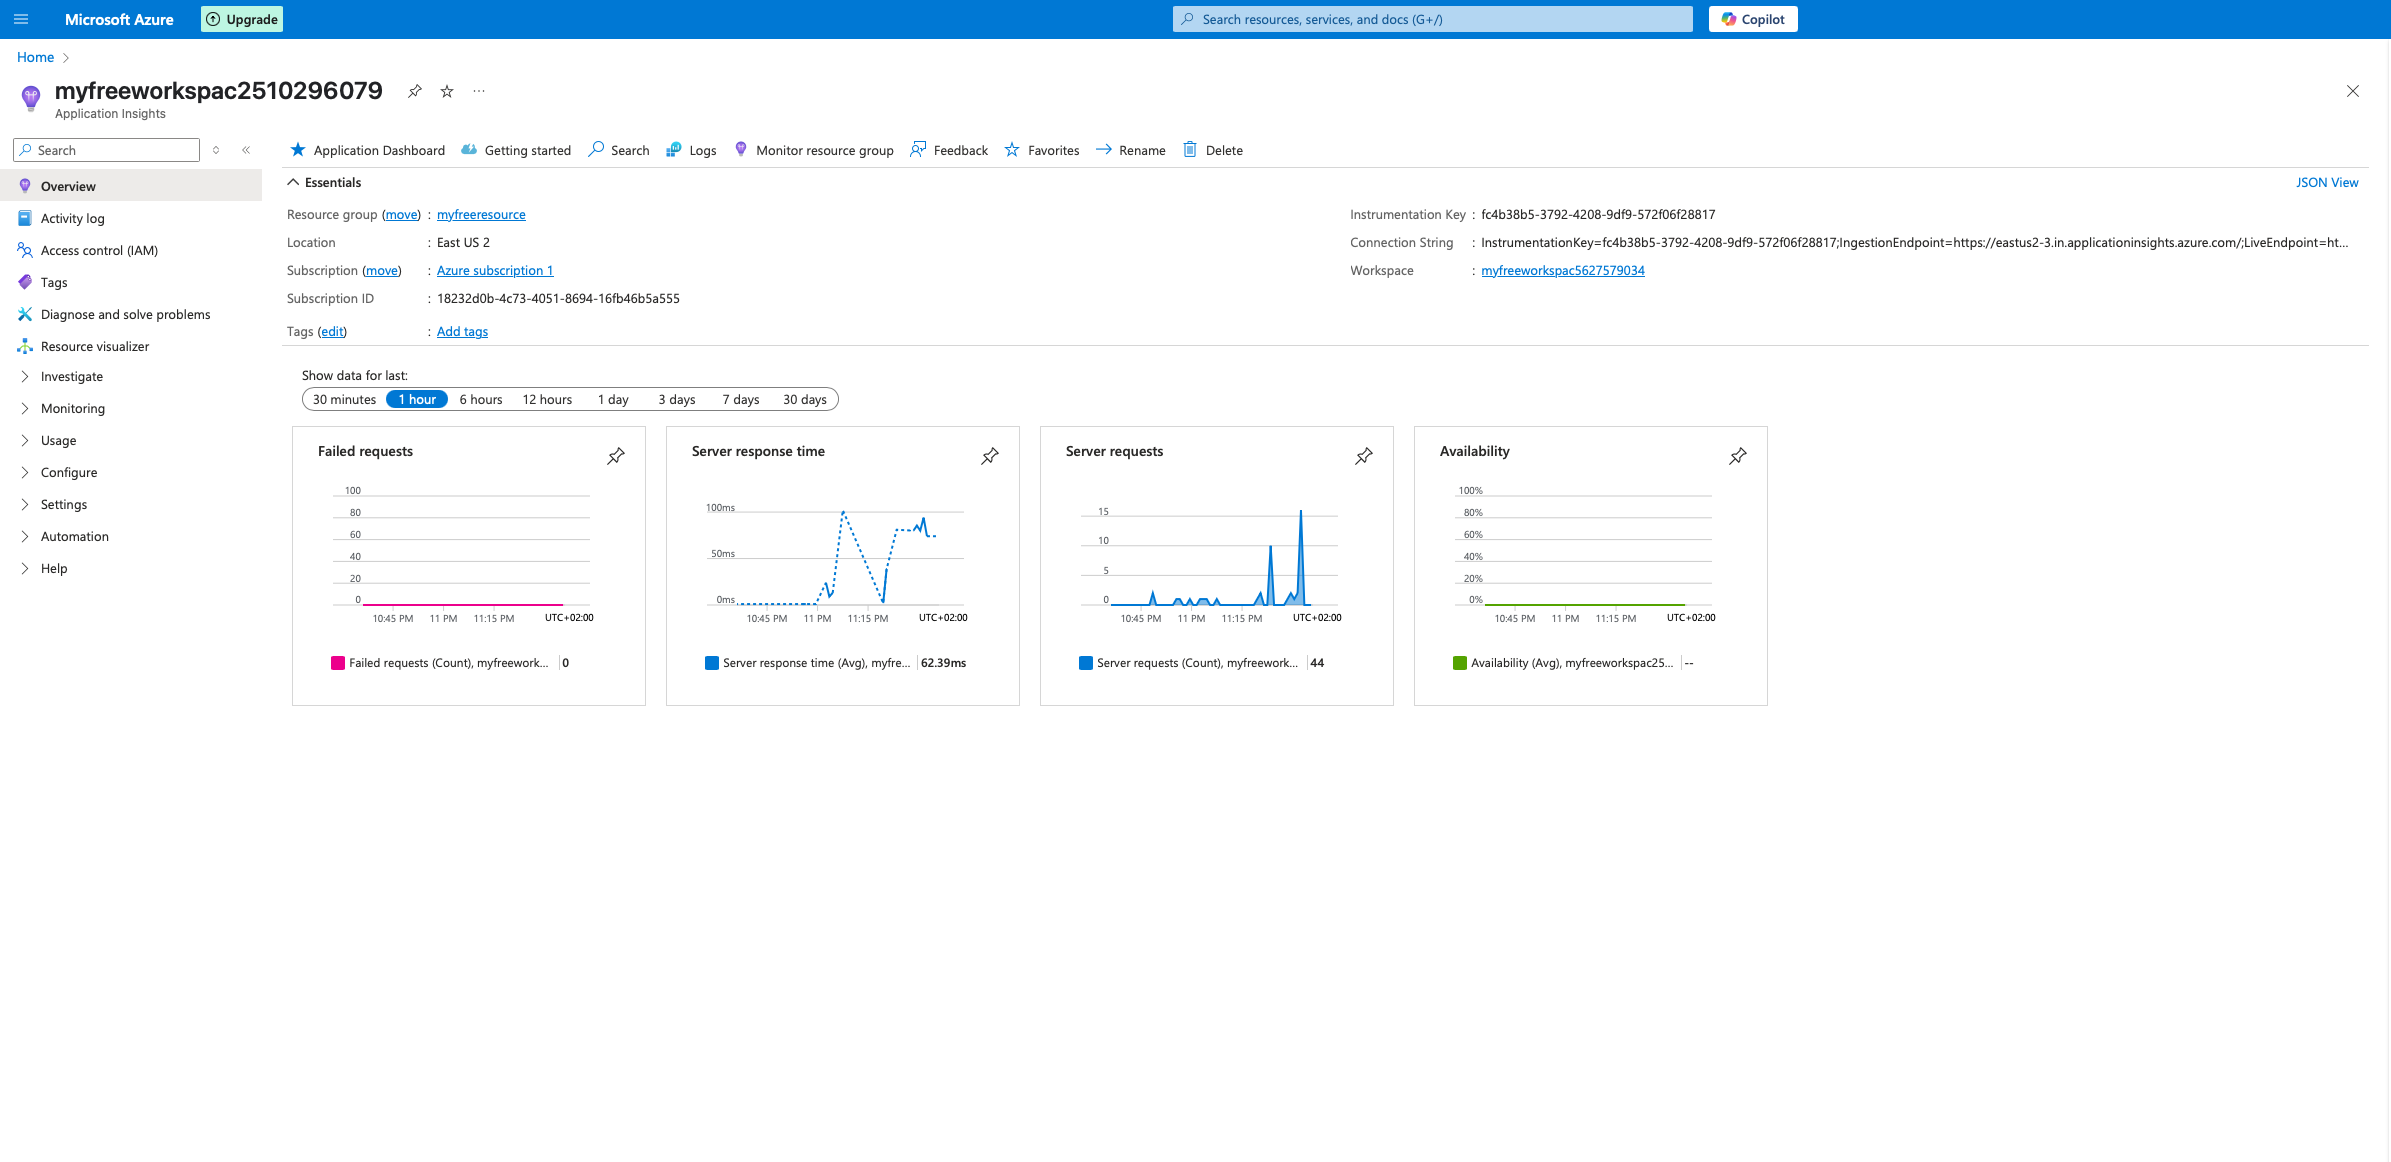 Microsoft Azure
Upgrade
Search resources, services, and docs (G+/)
Copilot
Home
myfreeworkspac2510296079
Application Insights
Search
Application Dashboard
Getting started
Search
Logs
Monitor resource group
Feedback
Favorites
Rename
Delete
Overview
Activity log
Access control (IAM)
Tags
Diagnose and solve problems
Resource visualizer
Investigate
Monitoring
Usage
Configure
Settings
Automation
Help
Essentials
JSON View
Resource group (move) : myfreeresource
Location : East US 2
Subscription (move) : Azure subscription 1
Subscription ID : 18232d0b-4c73-4051-8694-16fb46b5a555
Tags (edit) : Add tags
Instrumentation Key : fc4b38b5-3792-4208-9df9-572f06f28817
Connection String : InstrumentationKey=fc4b38b5-3792-4208-9df9-572f06f28817;IngestionEndpoint=https://eastus2-3.in.applicationinsights.azure.com/;LiveEndpoint=ht...
Workspace : myfreeworkspac5627579034
Show data for last:
30 minutes 1 hour 6 hours 12 hours 1 day 3 days 7 days 30 days
Failed requests
100
80
60
40
20
0
10:45 PM 11 PM 11:15 PM UTC+02:00
Failed requests (Count), myfreework... 0
Server response time
100ms
50ms
0ms
10:45 PM 11 PM 11:15 PM UTC+02:00
Server response time (Avg), myfre... 62.39ms
Server requests
15
10
5
0
10:45 PM 11 PM 11:15 PM UTC+02:00
Server requests (Count), myfreework... 44
Availability
100%
80%
60%
40%
20%
0%
10:45 PM 11 PM 11:15 PM UTC+02:00
Availability (Avg), myfreeworkspac25... --